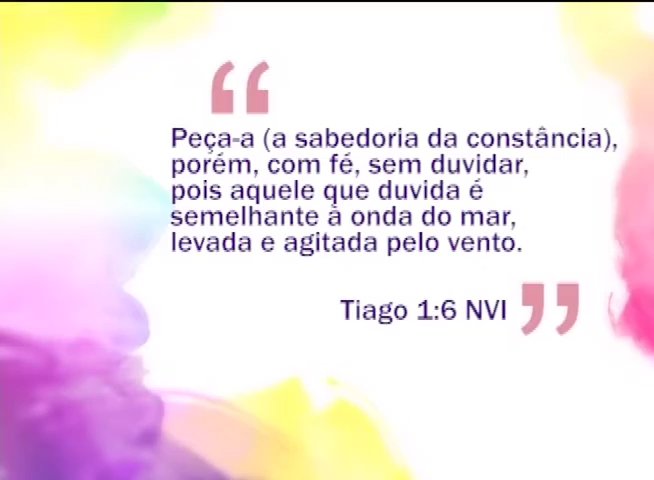 “
Peça-a (a sabedoria da constância),
porém, com fé, sem duvidar,
pois aquele que duvida é
semelhante à onda do mar,
levada e agitada pelo vento.
Tiago 1:6 NVI ”